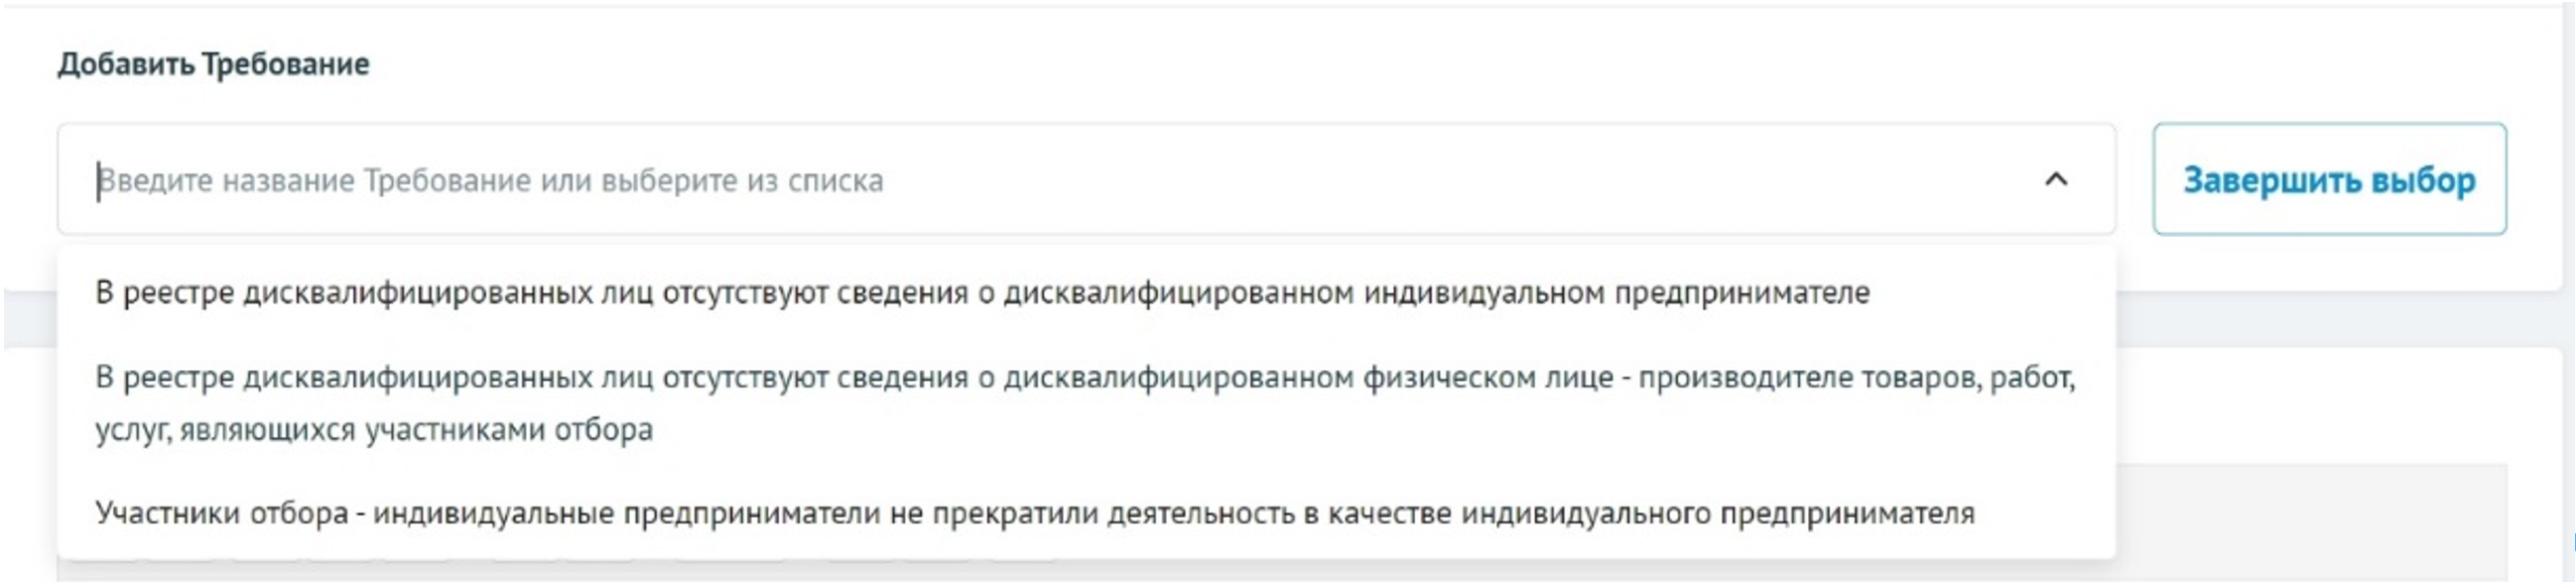 Добавить Требование
Введите название Требование или выберите из списка
Завершить выбор
В реестре дисквалифицированных лиц отсутствуют сведения о дисквалифицированном индивидуальном предпринимателе
В реестре дисквалифицированных лиц отсутствуют сведения о дисквалифицированном физическом лице - производителе товаров, работ,
услуг, являющихся участниками отбора
Участники отбора - индивидуальные предприниматели не прекратили деятельность в качестве индивидуального предпринимателя